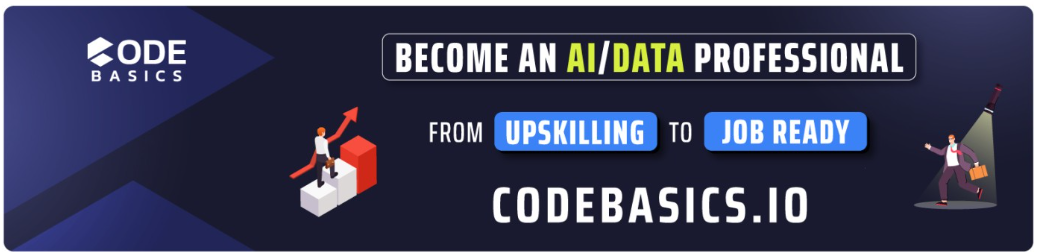 CODE
BASICS
BECOME AN AI/DATA PROFESSIONAL
FROM UPSKILLING TO JOB READY
CODEBASICS.IO